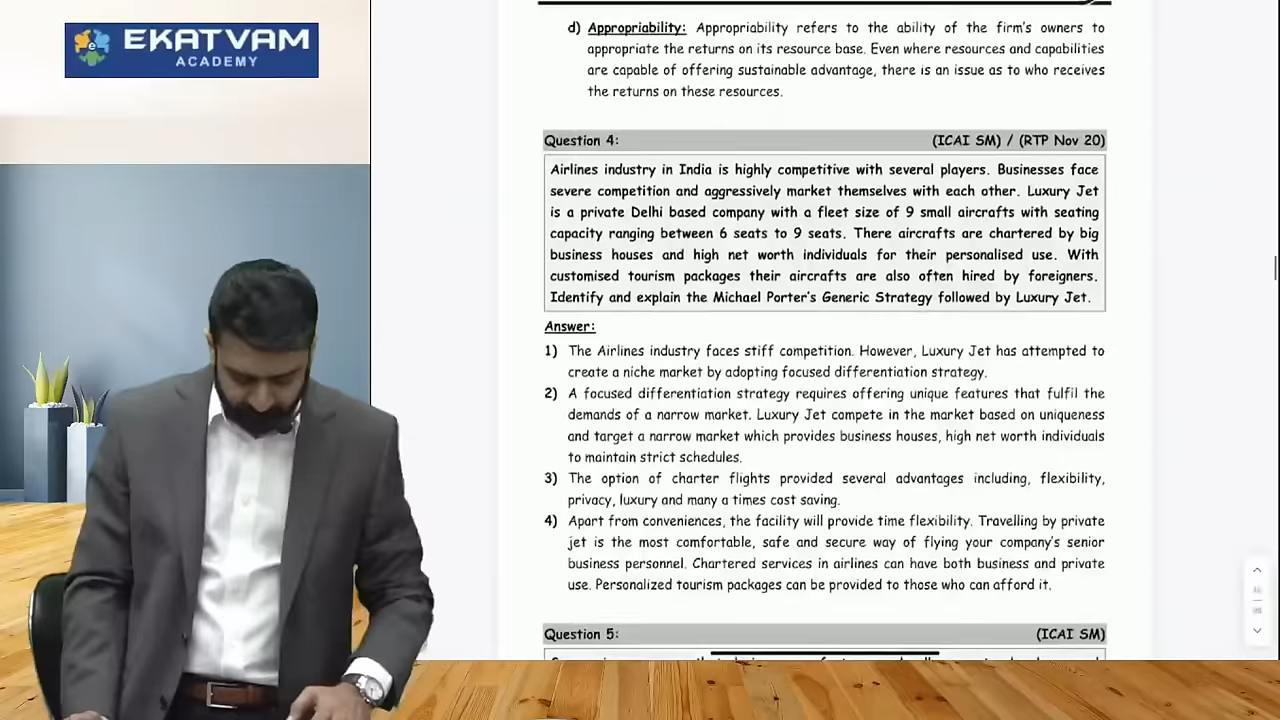 EKATVAM
ACADEMY
d) Appropriability: Appropriability refers to the ability of the firm's owners to
appropriate the returns on its resource base. Even where resources and capabilities
are capable of offering sustainable advantage, there is an issue as to who receives
the returns on these resources.
Question 4: (ICAI SM) / (RTP Nov 20)
Airlines industry in India is highly competitive with several players. Businesses face
severe competition and aggressively market themselves with each other. Luxury Jet
is a private Delhi based company with a fleet size of 9 small aircrafts with seating
capacity ranging between 6 seats to 9 seats. There aircrafts are chartered by big
business houses and high net worth individuals for their personalised use. With
customised tourism packages their aircrafts are also often hired by foreigners.
Identify and explain the Michael Porter's Generic Strategy followed by Luxury Jet.
Answer:
1) The Airlines industry faces stiff competition. However, Luxury Jet has attempted to
create a niche market by adopting focused differentiation strategy.
2) A focused differentiation strategy requires offering unique features that fulfil the
demands of a narrow market. Luxury Jet compete in the market based on uniqueness
and target a narrow market which provides business houses, high net worth individuals
to maintain strict schedules.
3) The option of charter flights provided several advantages including, flexibility,
privacy, luxury and many a times cost saving.
4) Apart from conveniences, the facility will provide time flexibility. Travelling by private
jet is the most comfortable, safe and secure way of flying your company's senior
business personnel. Chartered services in airlines can have both business and private
use. Personalized tourism packages can be provided to those who can afford it.
Question 5: (ICAI SM)